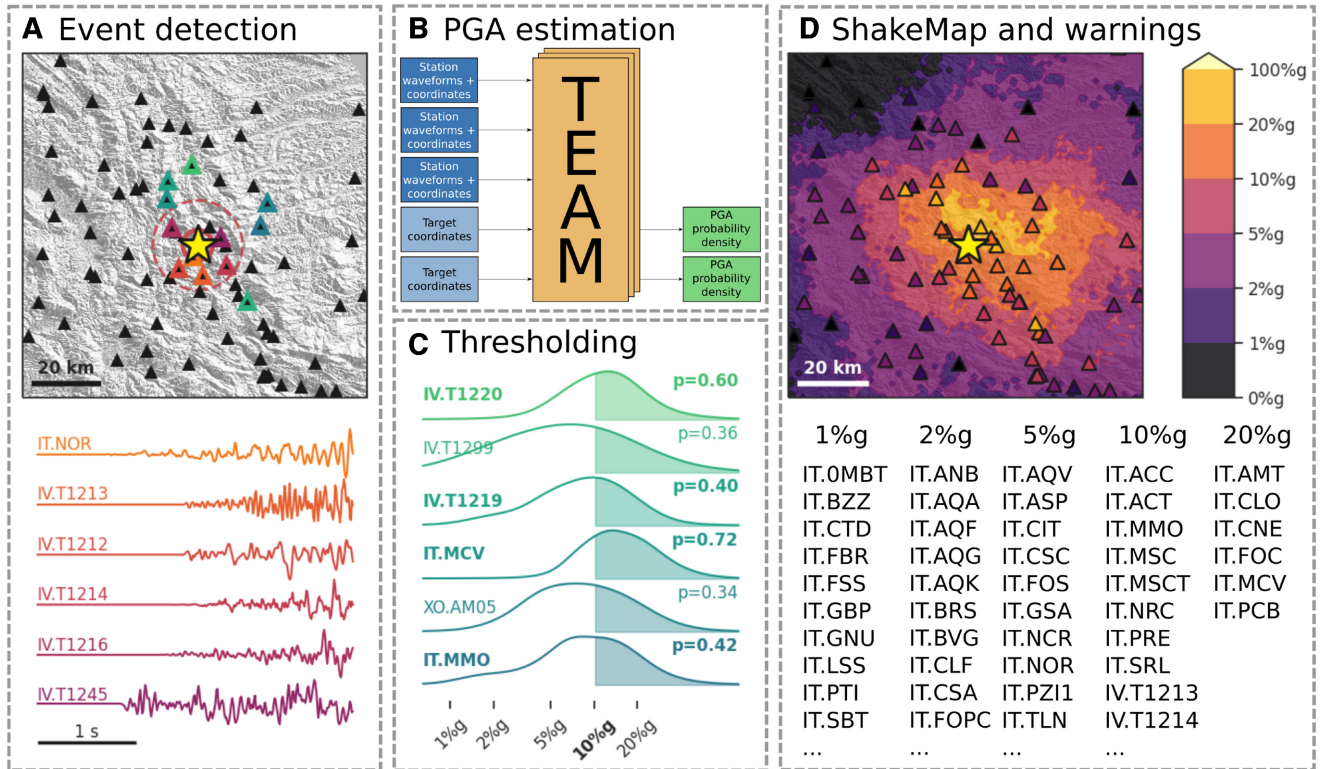 A Event detection
20 km
IT.NOR
IV.T1213
IV.T1212
IV.T1214
IV.T1216
IV.T1245
1 s
B PGA estimation
Station
waveforms +
coordinates
Station
waveforms +
coordinates
Station
waveforms +
coordinates
Target
coordinates
Target
coordinates
T
E
A
M
PGA
probability
density
PGA
probability
density
C Thresholding
IV.T1220 p=0.60
IV.T1299 p=0.36
IV.T1219 p=0.40
IT.MCV p=0.72
XO.AM05 p=0.34
IT.MMO p=0.42
1%g 2%g 5%g 10%g 20%g
D ShakeMap and warnings
20 km
100%g
20%g
10%g
5%g
2%g
1%g
0%g
1%g 2%g 5%g 10%g 20%g
IT.0MBT IT.ANB IT.AQV IT.ACC IT.AMT
IT.BZZ IT.AQA IT.ASP IT.ACT IT.CLO
IT.CTD IT.AQF IT.CIT IT.MMO IT.CNE
IT.FBR IT.AQG IT.CSC IT.MSC IT.FOC
IT.FSS IT.AQK IT.FOS IT.MSCT IT.MCV
IT.GBP IT.BRS IT.GSA IT.NRC IT.PCB
IT.GNU IT.BVG IT.NCR IT.PRE
IT.LSS IT.CLF IT.NOR IT.SRL
IT.PTI IT.CSA IT.PZI1 IV.T1213
IT.SBT IT.FOPC IT.TLN IV.T1214
... ... ... ...